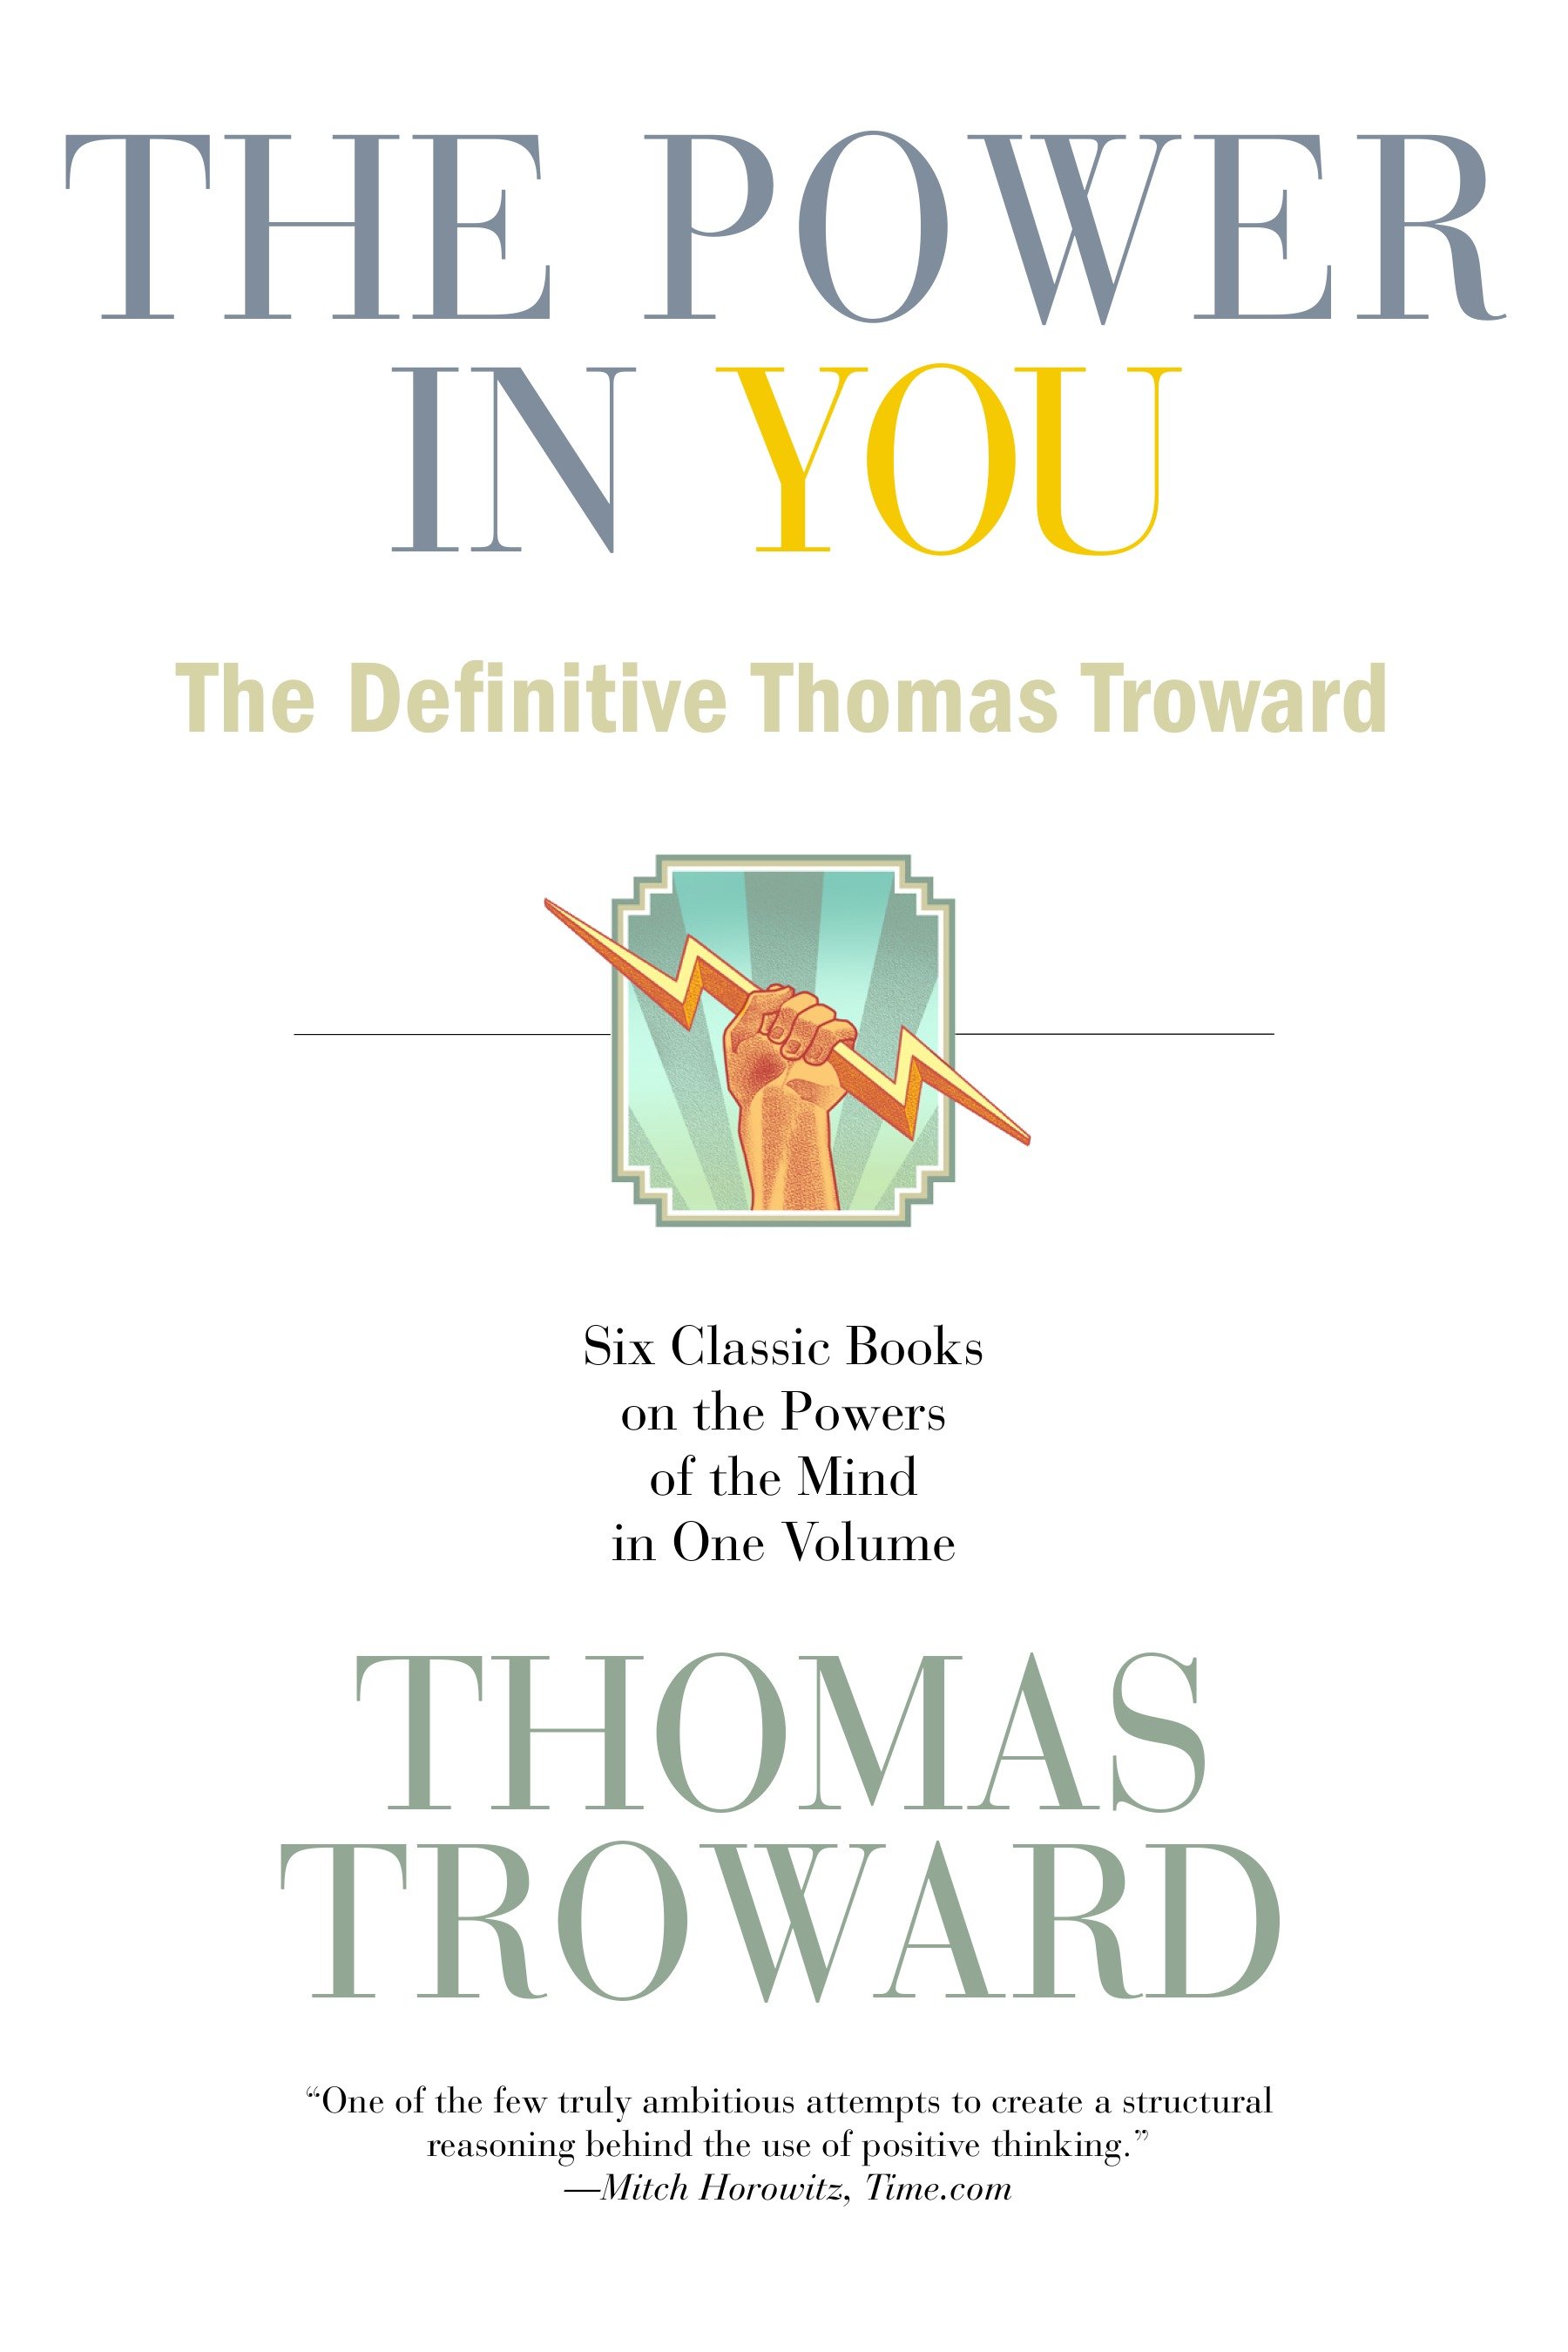 THE POWER
IN YOU
The Definitive Thomas Troward
Six Classic Books
on the Powers
of the Mind
in One Volume
THOMAS
TROWARD
“One of the few truly ambitious attempts to create a structural
reasoning behind the use of positive thinking.”
—Mitch Horowitz, Time.com